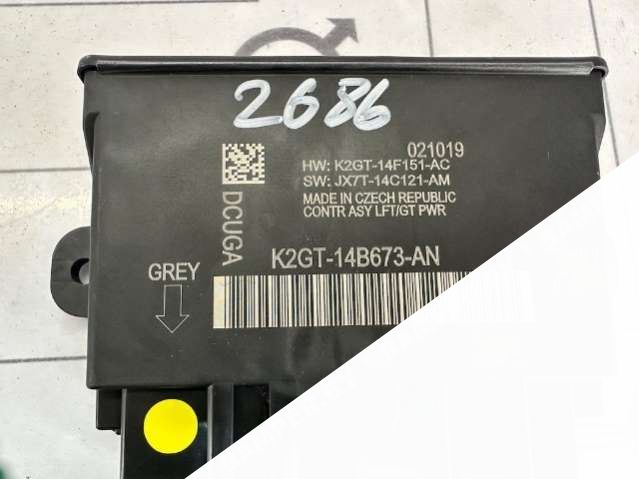 2686
021019
HW: K2GT-14F151-AC
SW: JX7T-14C121-AM
MADE IN CZECH REPUBLIC
CONTR ASY LFT/GT PWR
DCUGA
K2GT-14B673-AN
GREY